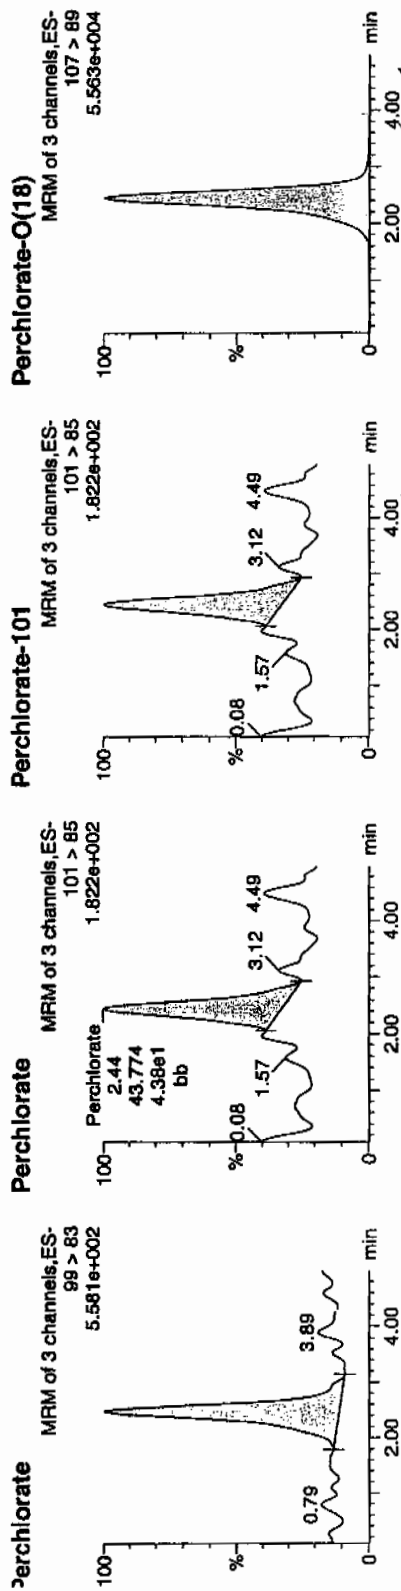 Perchlorate
MRM of 3 channels,ES-
99 > 83
5.581e+002
100
%
0
0.79
3.89
2.00
4.00
min
Perchlorate
MRM of 3 channels,ES-
101 > 85
1.822e+002
100
Perchlorate
2.44
43.774
4.38e1
bb
%
0
0.08
1.57
3.12
4.49
2.00
4.00
min
Perchlorate-101
MRM of 3 channels,ES-
101 > 85
1.822e+002
100
%
0
0.08
1.57
3.12
4.49
2.00
4.00
min
Perchlorate-O(18)
MRM of 3 channels,ES-
107 > 89
5.563e+004
100
%
0
2.00
4.00
min